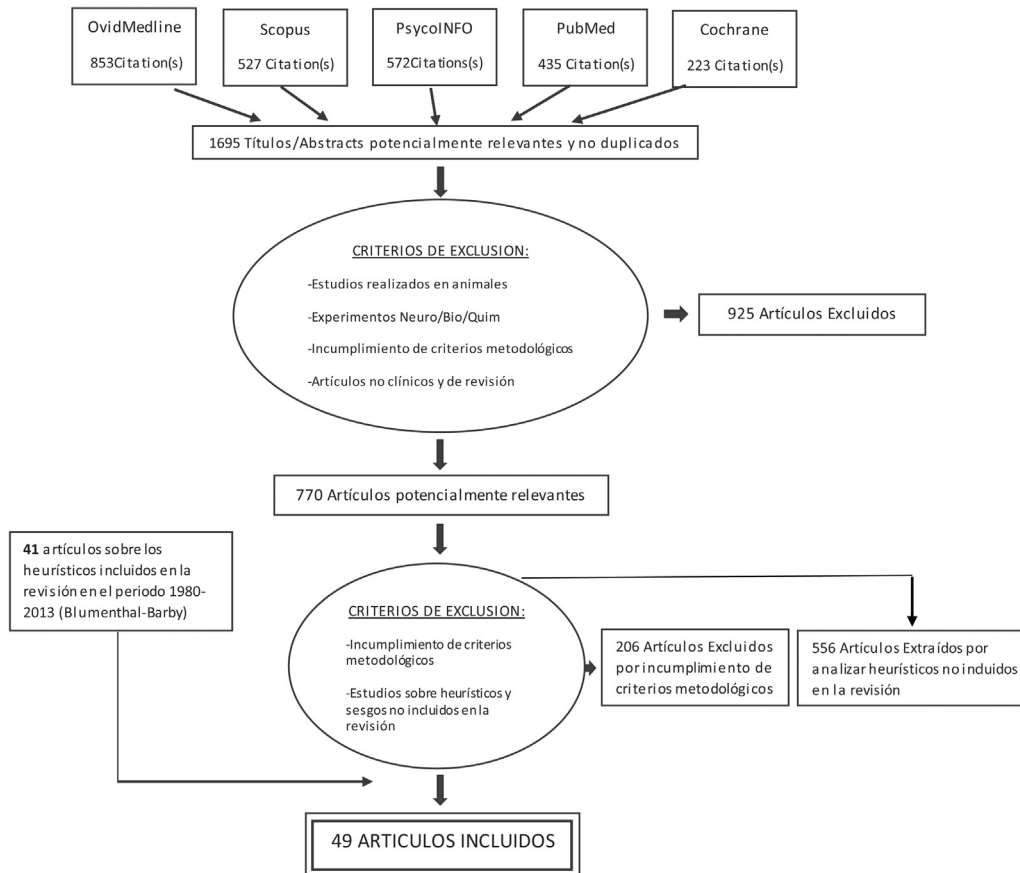 OvidMedline
853Citation(s)
Scopus
527 Citation(s)
PsycoINFO
572Citations(s)
PubMed
435 Citation(s)
Cochrane
223 Citation(s)
1695 Títulos/Abstracts potencialmente relevantes y no duplicados
CRITERIOS DE EXCLUSION:
-Estudios realizados en animales
-Experimentos Neuro/Bio/Quim
-Incumplimiento de criterios metodológicos
-Artículos no clínicos y de revisión
925 Artículos Excluidos
770 Artículos potencialmente relevantes
41 artículos sobre los
heurísticos incluidos en la
revisión en el periodo 1980-
2013 (Blumenthal-Barby)
CRITERIOS DE EXCLUSION:
-Incumplimiento de criterios
metodológicos
-Estudios sobre heurísticos y
sesgos no incluidos en la
revisión
206 Artículos Excluidos
por incumplimiento de
criterios metodológicos
556 Artículos Extraídos por
analizar heurísticos no induidos
en la revisión
49 ARTICULOS INCLUIDOS